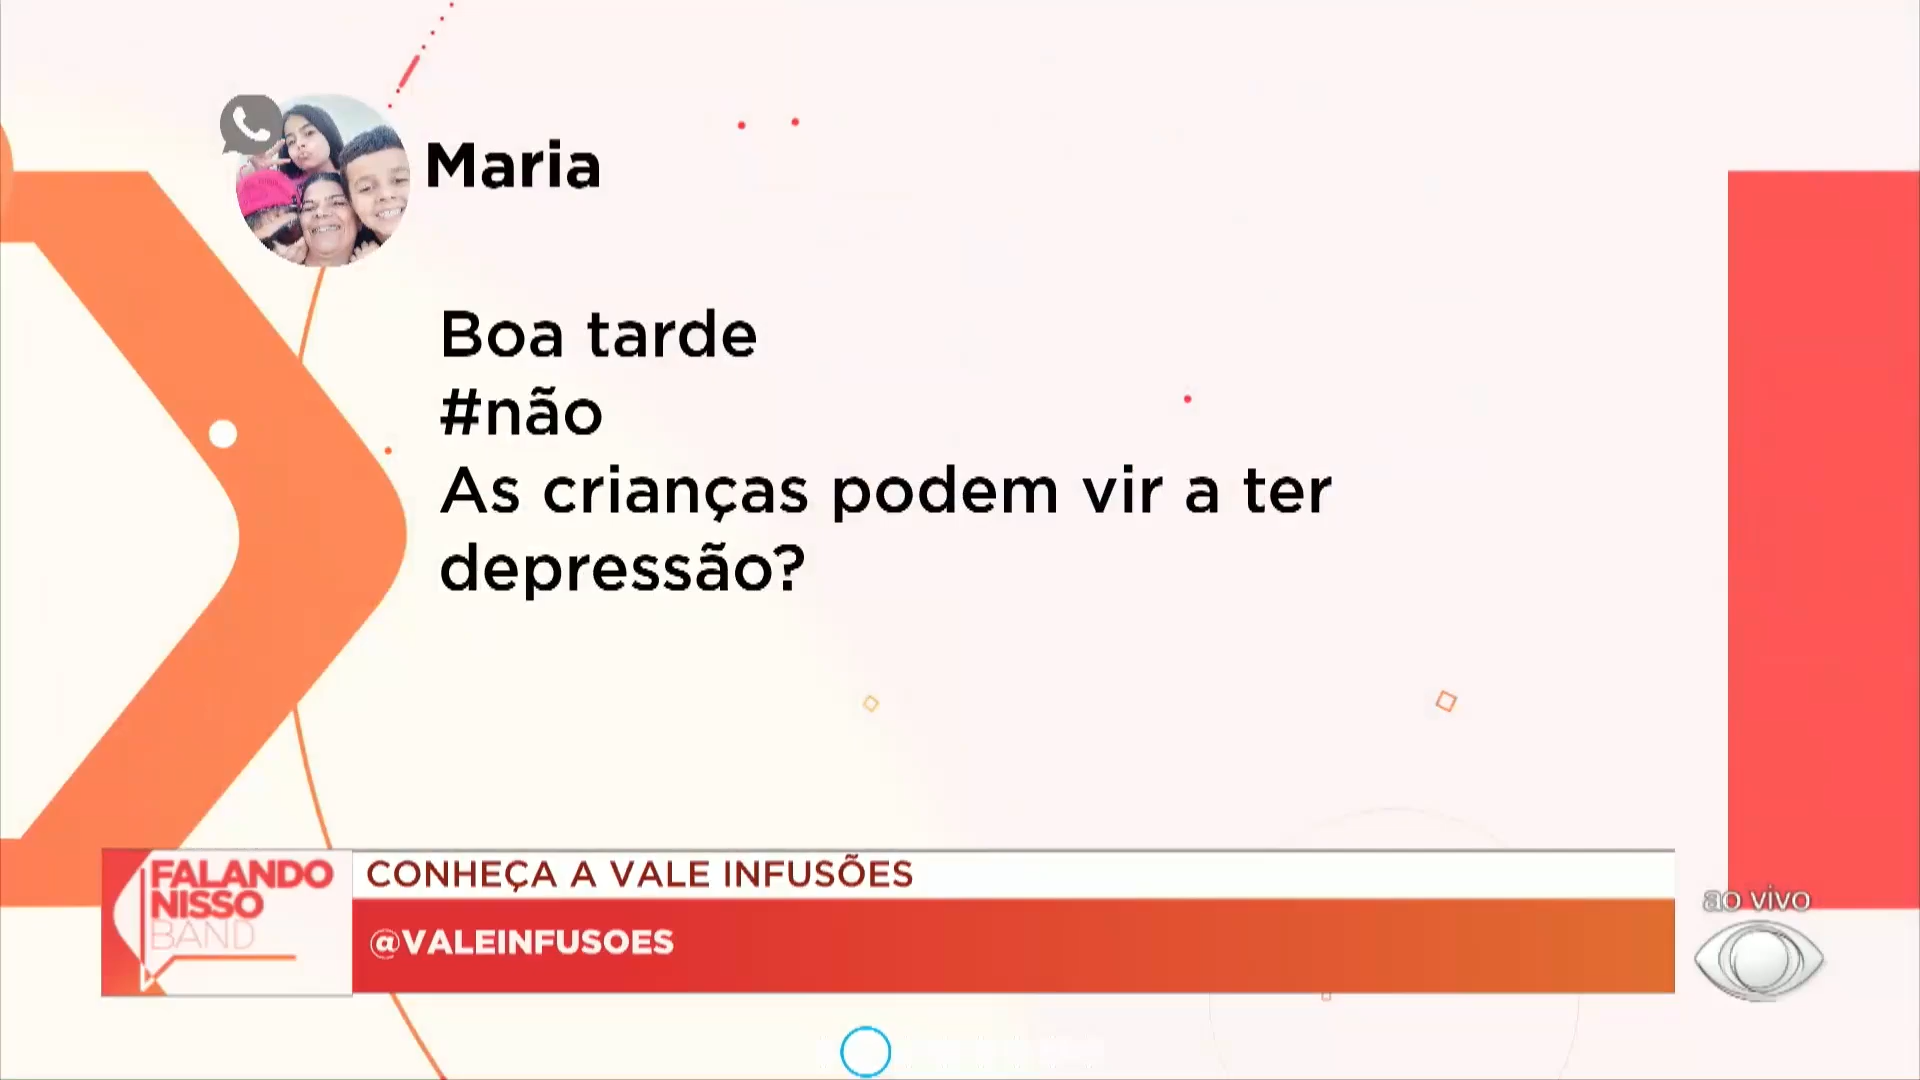 Maria
Boa tarde
#não
As crianças podem vir a ter
depressão?
FALANDO
NISSO
BAND
CONHEÇA A VALE INFUSÕES
@VALEINFUSOES
ao vivo